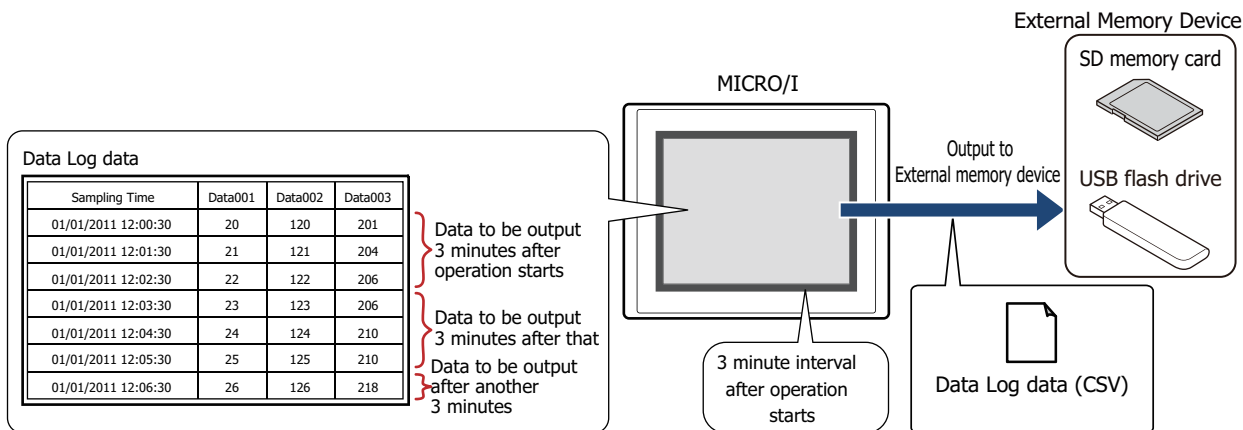 External Memory Device
SD memory card
USB flash drive
MICRO/I
Output to
External memory device
Data Log data
Sampling Time Data001 Data002 Data003
01/01/2011 12:00:30 20 120 201
01/01/2011 12:01:30 21 121 204
01/01/2011 12:02:30 22 122 206
01/01/2011 12:03:30 23 123 206
01/01/2011 12:04:30 24 124 210
01/01/2011 12:05:30 25 125 210
01/01/2011 12:06:30 26 126 218
Data to be output
3 minutes after
operation starts
Data to be output
3 minutes after that
Data to be output
after another
3 minutes
3 minute interval
after operation
starts
Data Log data (CSV)